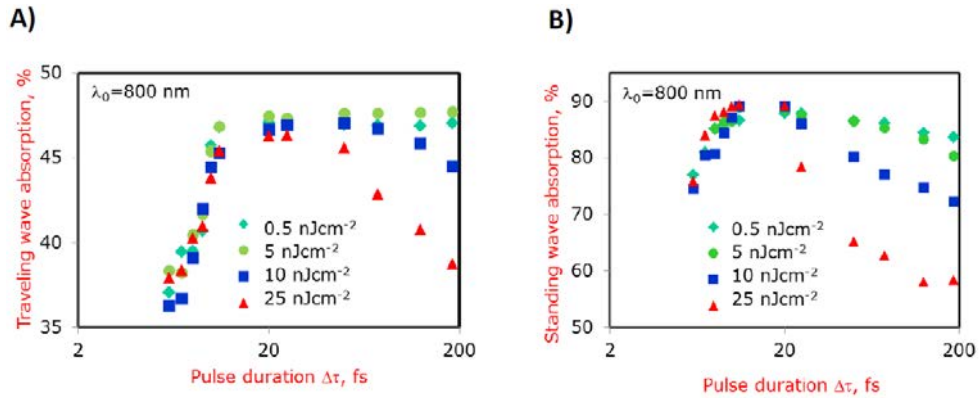 A)
Traveling wave absorption, %
50
45
40
35
λ₀=800 nm
0.5 nJcm⁻²
5 nJcm⁻²
10 nJcm⁻²
25 nJcm⁻²
2
20
200
Pulse duration Δτ, fs
B)
Standing wave absorption, %
90
80
70
60
50
λ₀=800 nm
0.5 nJcm⁻²
5 nJcm⁻²
10 nJcm⁻²
25 nJcm⁻²
2
20
200
Pulse duration Δτ, fs